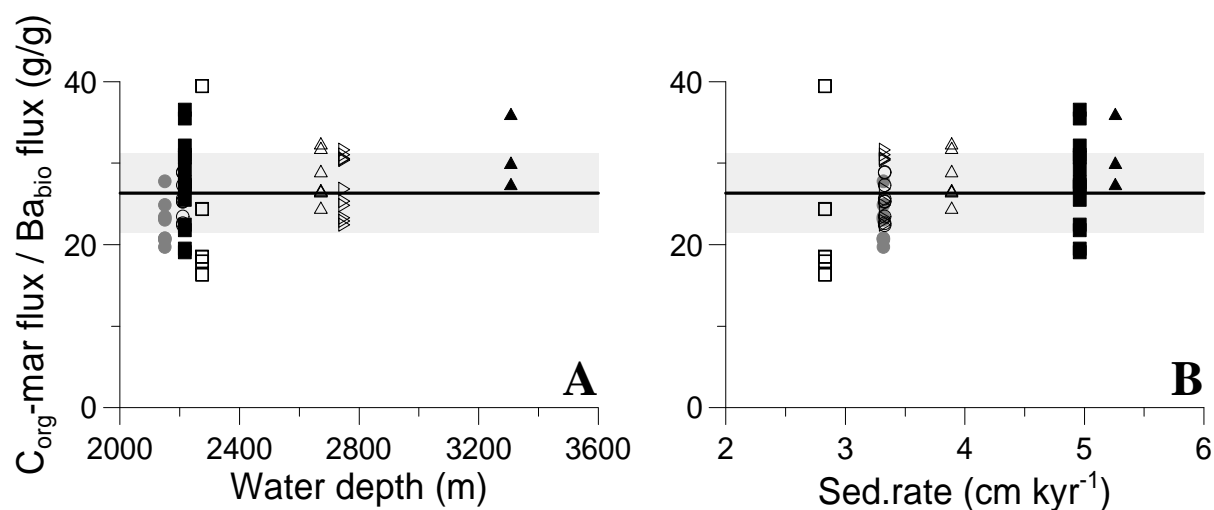 C_org-mar flux / Ba_bio flux (g/g)
40
20
0
2000 2400 2800 3200 3600
Water depth (m)
A
40
20
0
2 3 4 5 6
Sed.rate (cm kyr⁻¹)
B